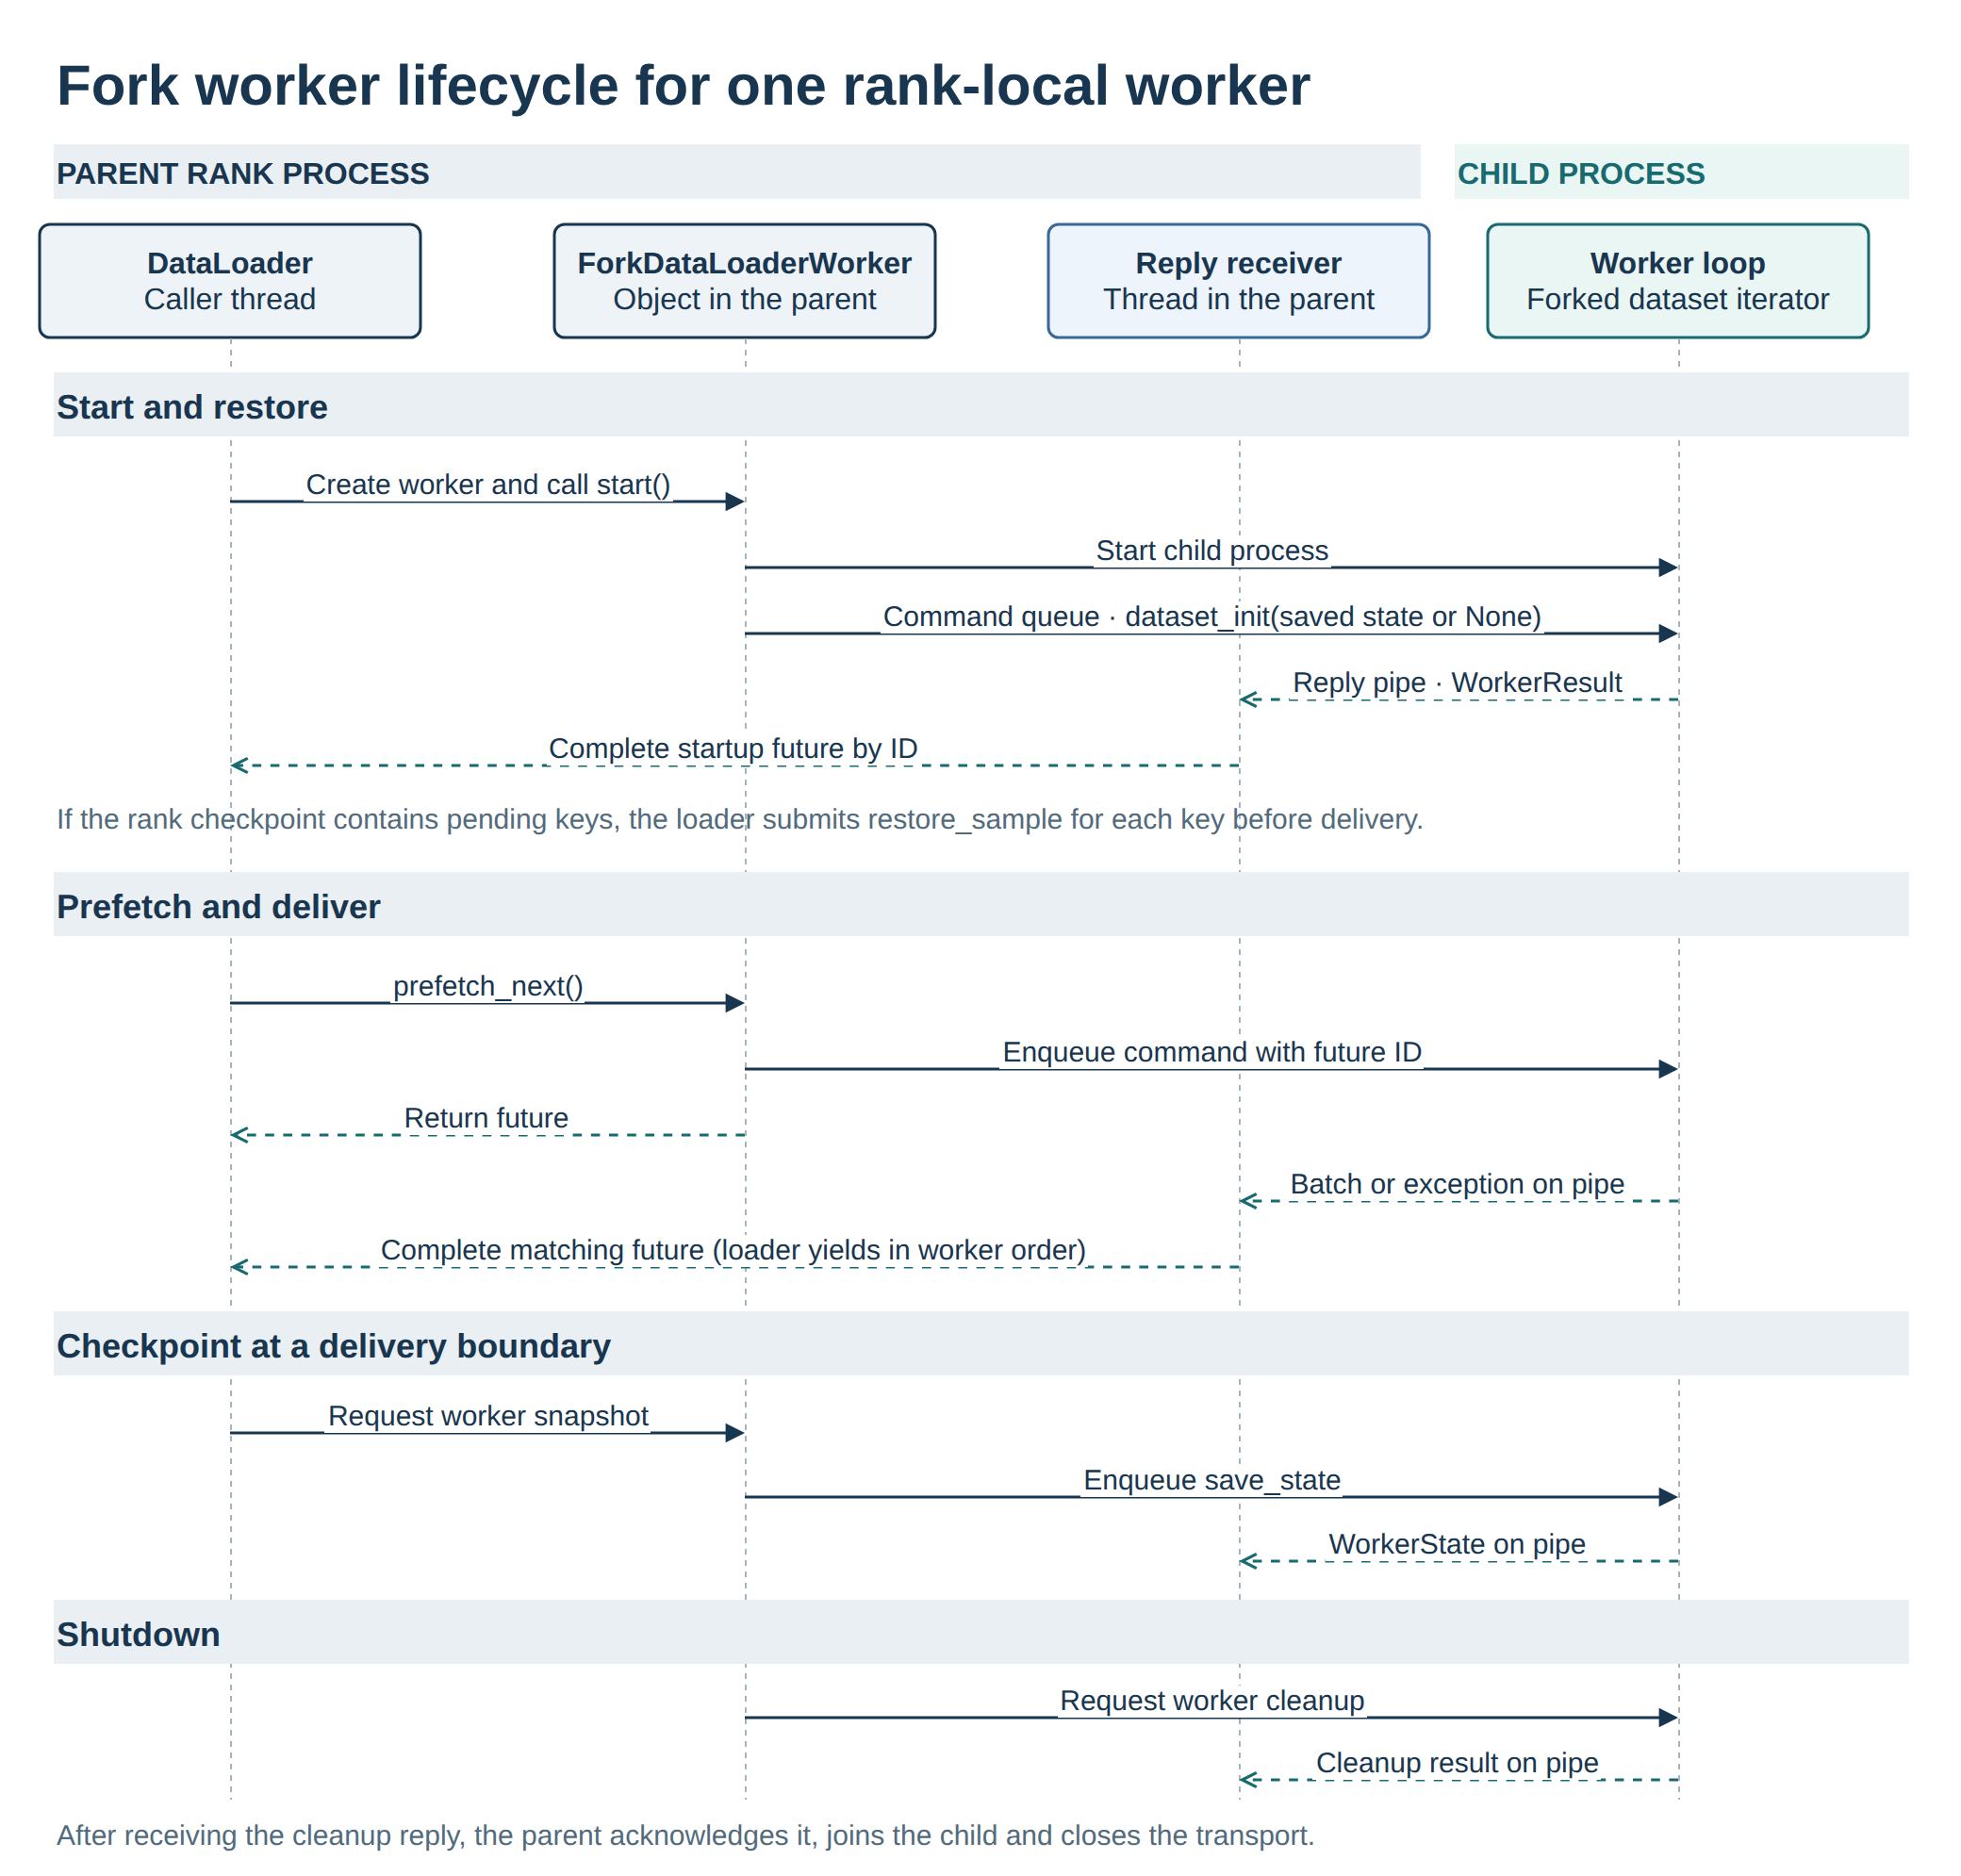 Fork worker lifecycle for one rank-local worker
PARENT RANK PROCESS
CHILD PROCESS
DataLoader
Caller thread
ForkDataLoaderWorker
Object in the parent
Reply receiver
Thread in the parent
Worker loop
Forked dataset iterator
Start and restore
Create worker and call start()
Start child process
Command queue · dataset_init(saved state or None)
Reply pipe · WorkerResult
Complete startup future by ID
If the rank checkpoint contains pending keys, the loader submits restore_sample for each key before delivery.
Prefetch and deliver
prefetch_next()
Enqueue command with future ID
Return future
Batch or exception on pipe
Complete matching future (loader yields in worker order)
Checkpoint at a delivery boundary
Request worker snapshot
Enqueue save_state
WorkerState on pipe
Shutdown
Request worker cleanup
Cleanup result on pipe
After receiving the cleanup reply, the parent acknowledges it, joins the child and closes the transport.